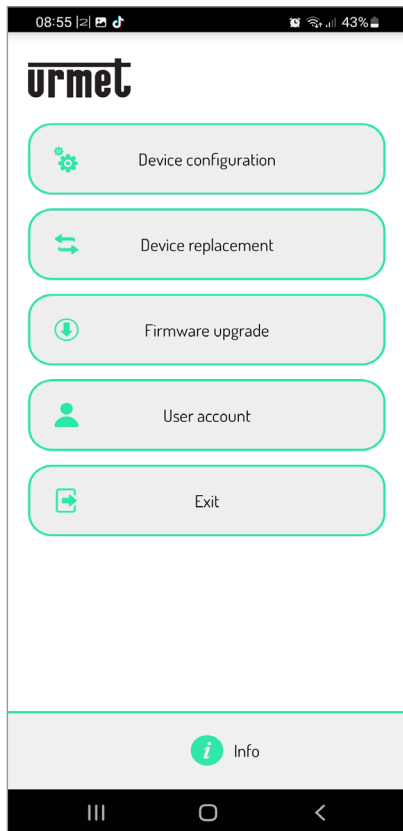 08:55
43%
urmet
Device configuration
Device replacement
Firmware upgrade
User account
Exit
i Info